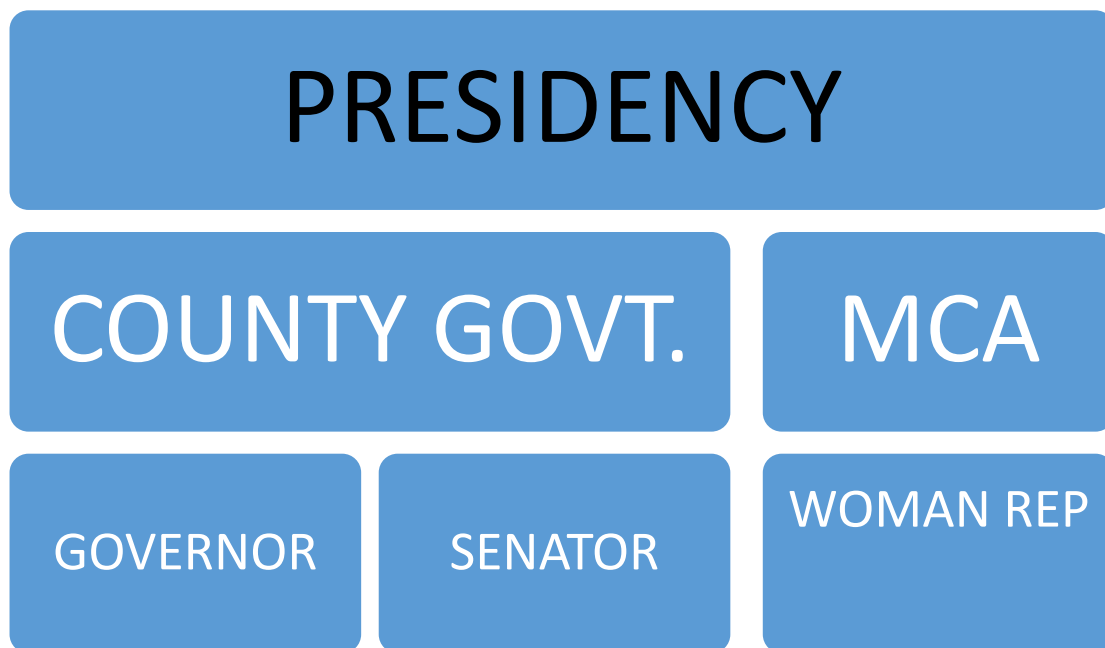 PRESIDENCY
COUNTY GOVT.
MCA
GOVERNOR
SENATOR
WOMAN REP